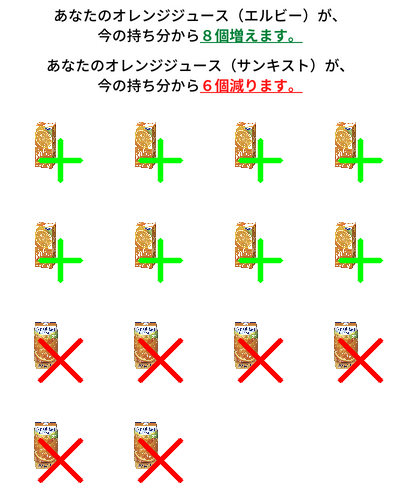 あなたのオレンジジュース（エルビー）が、
今の持ち分から８個増えます。
あなたのオレンジジュース（サンキスト）が、
今の持ち分から６個減ります。